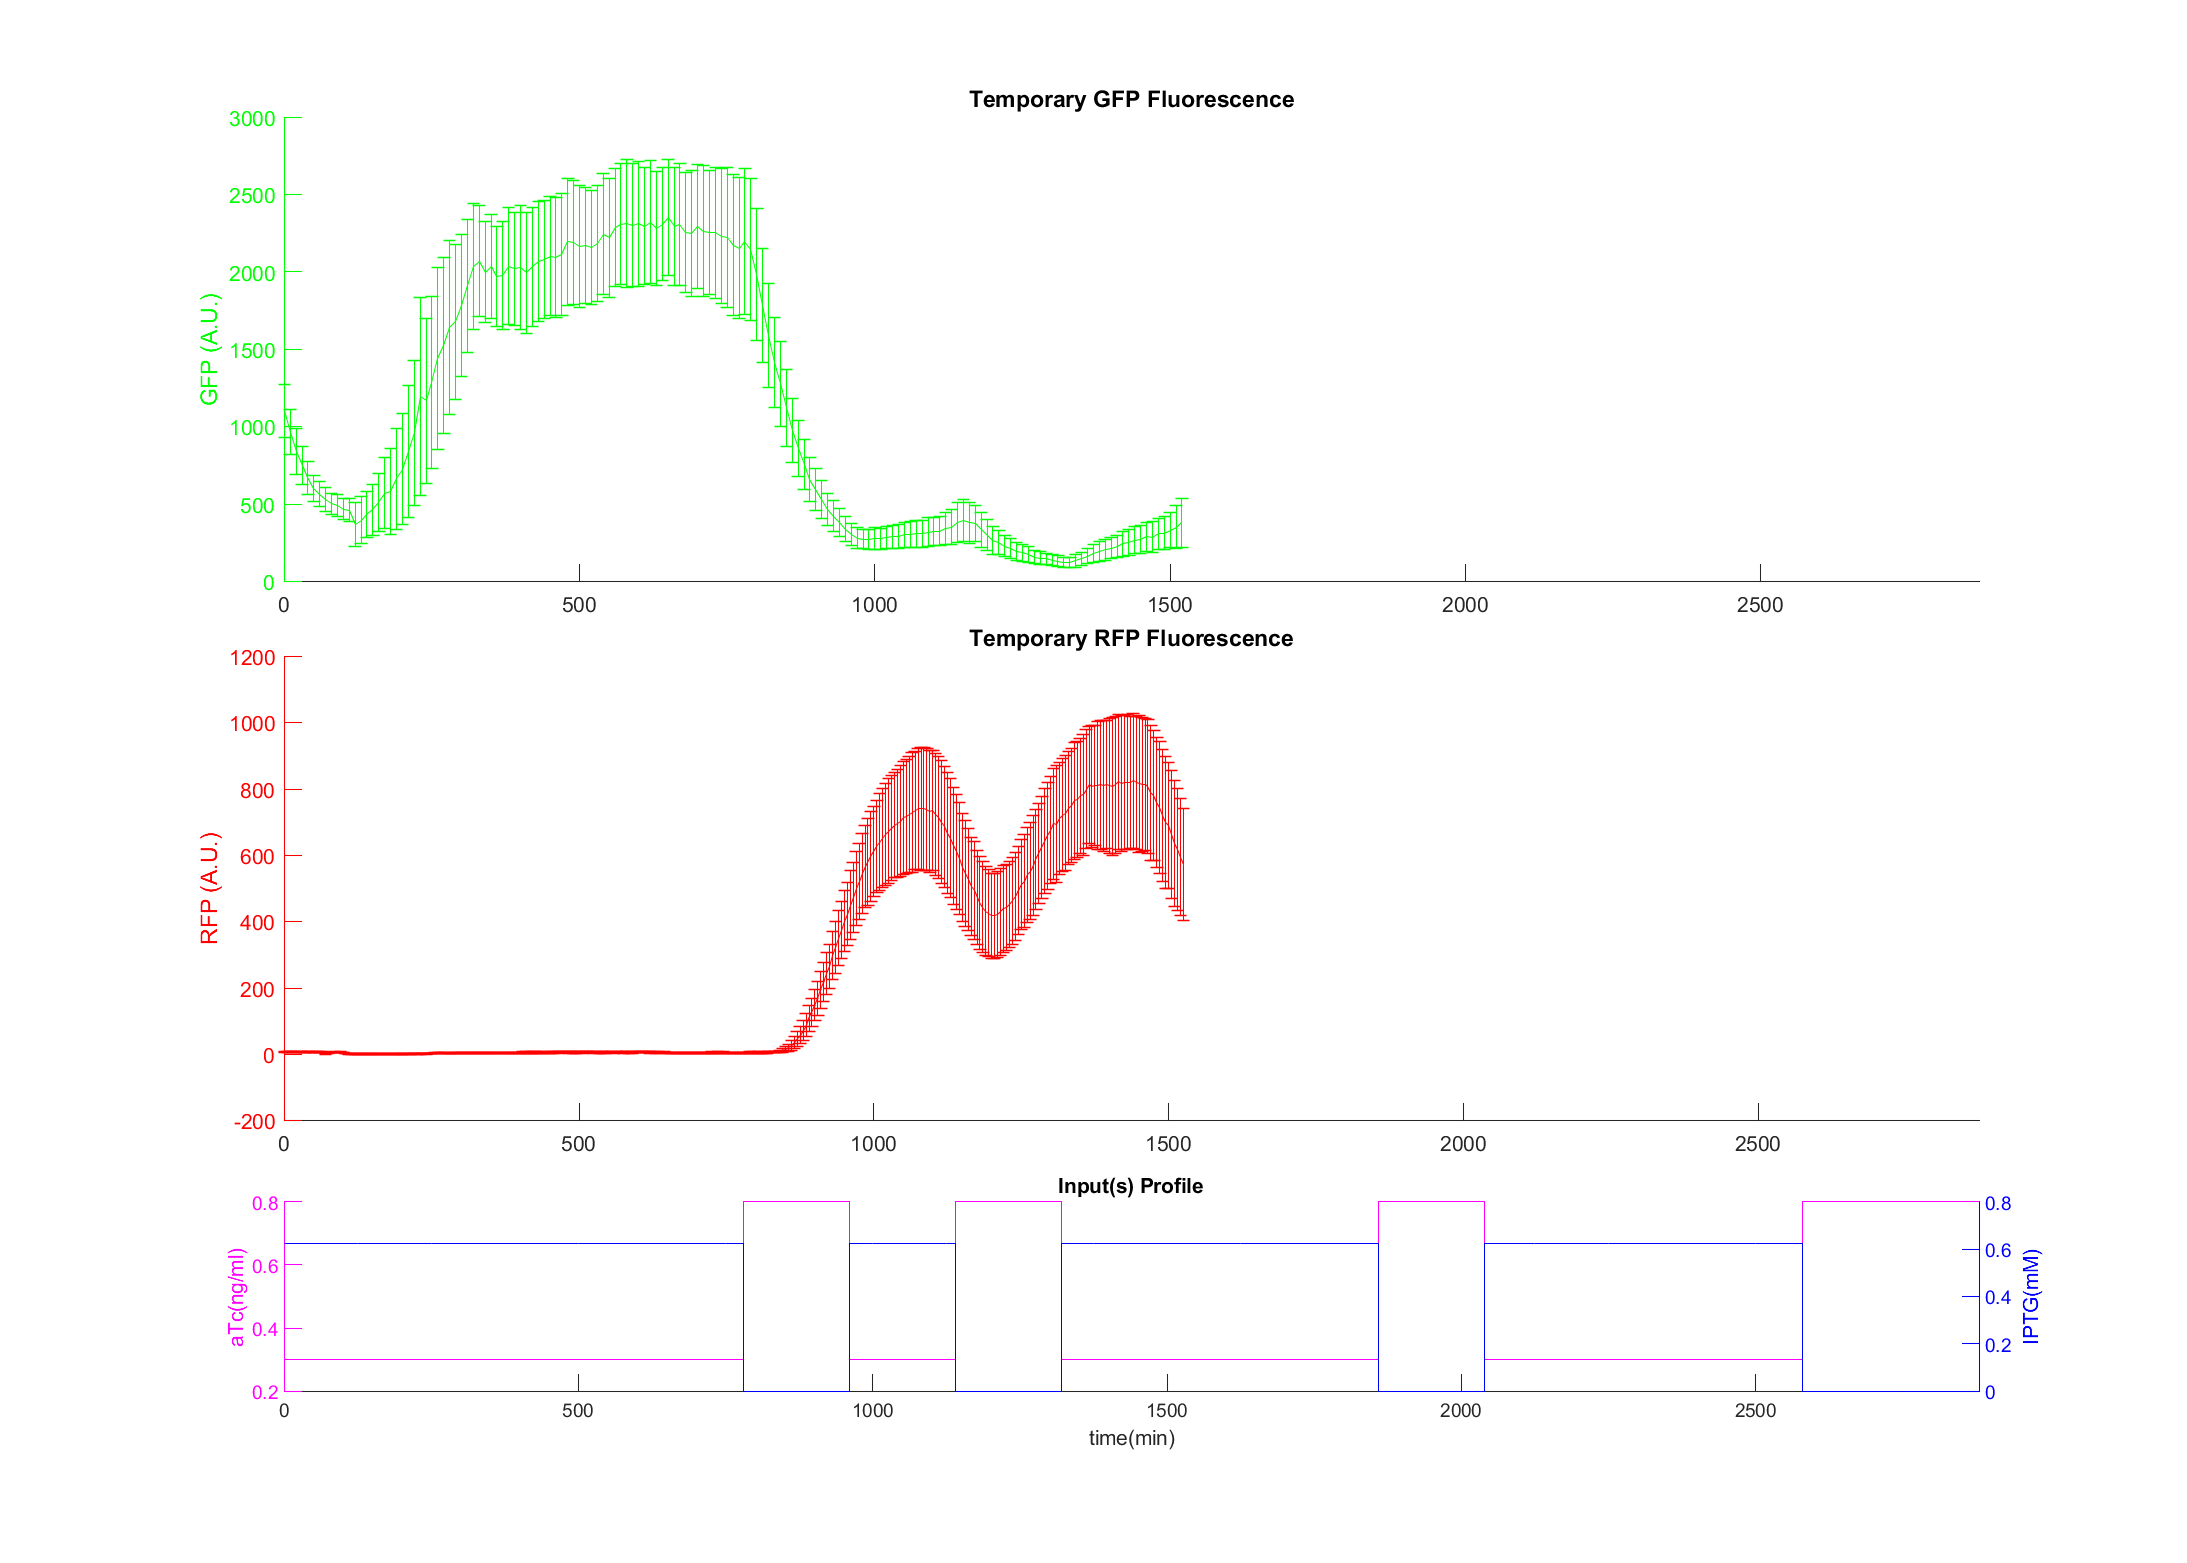 Temporary GFP Fluorescence
3000
2500
2000
1500
1000
500
0
GFP (A.U.)
0 500 1000 1500 2000 2500
Temporary RFP Fluorescence
1200
1000
800
600
400
200
0
-200
RFP (A.U.)
0 500 1000 1500 2000 2500
Input(s) Profile
0.8
0.6
0.4
0.2
aTc(ng/ml)
0.8
0.6
0.4
0.2
0
IPTG(mM)
0 500 1000 1500 2000 2500
time(min)